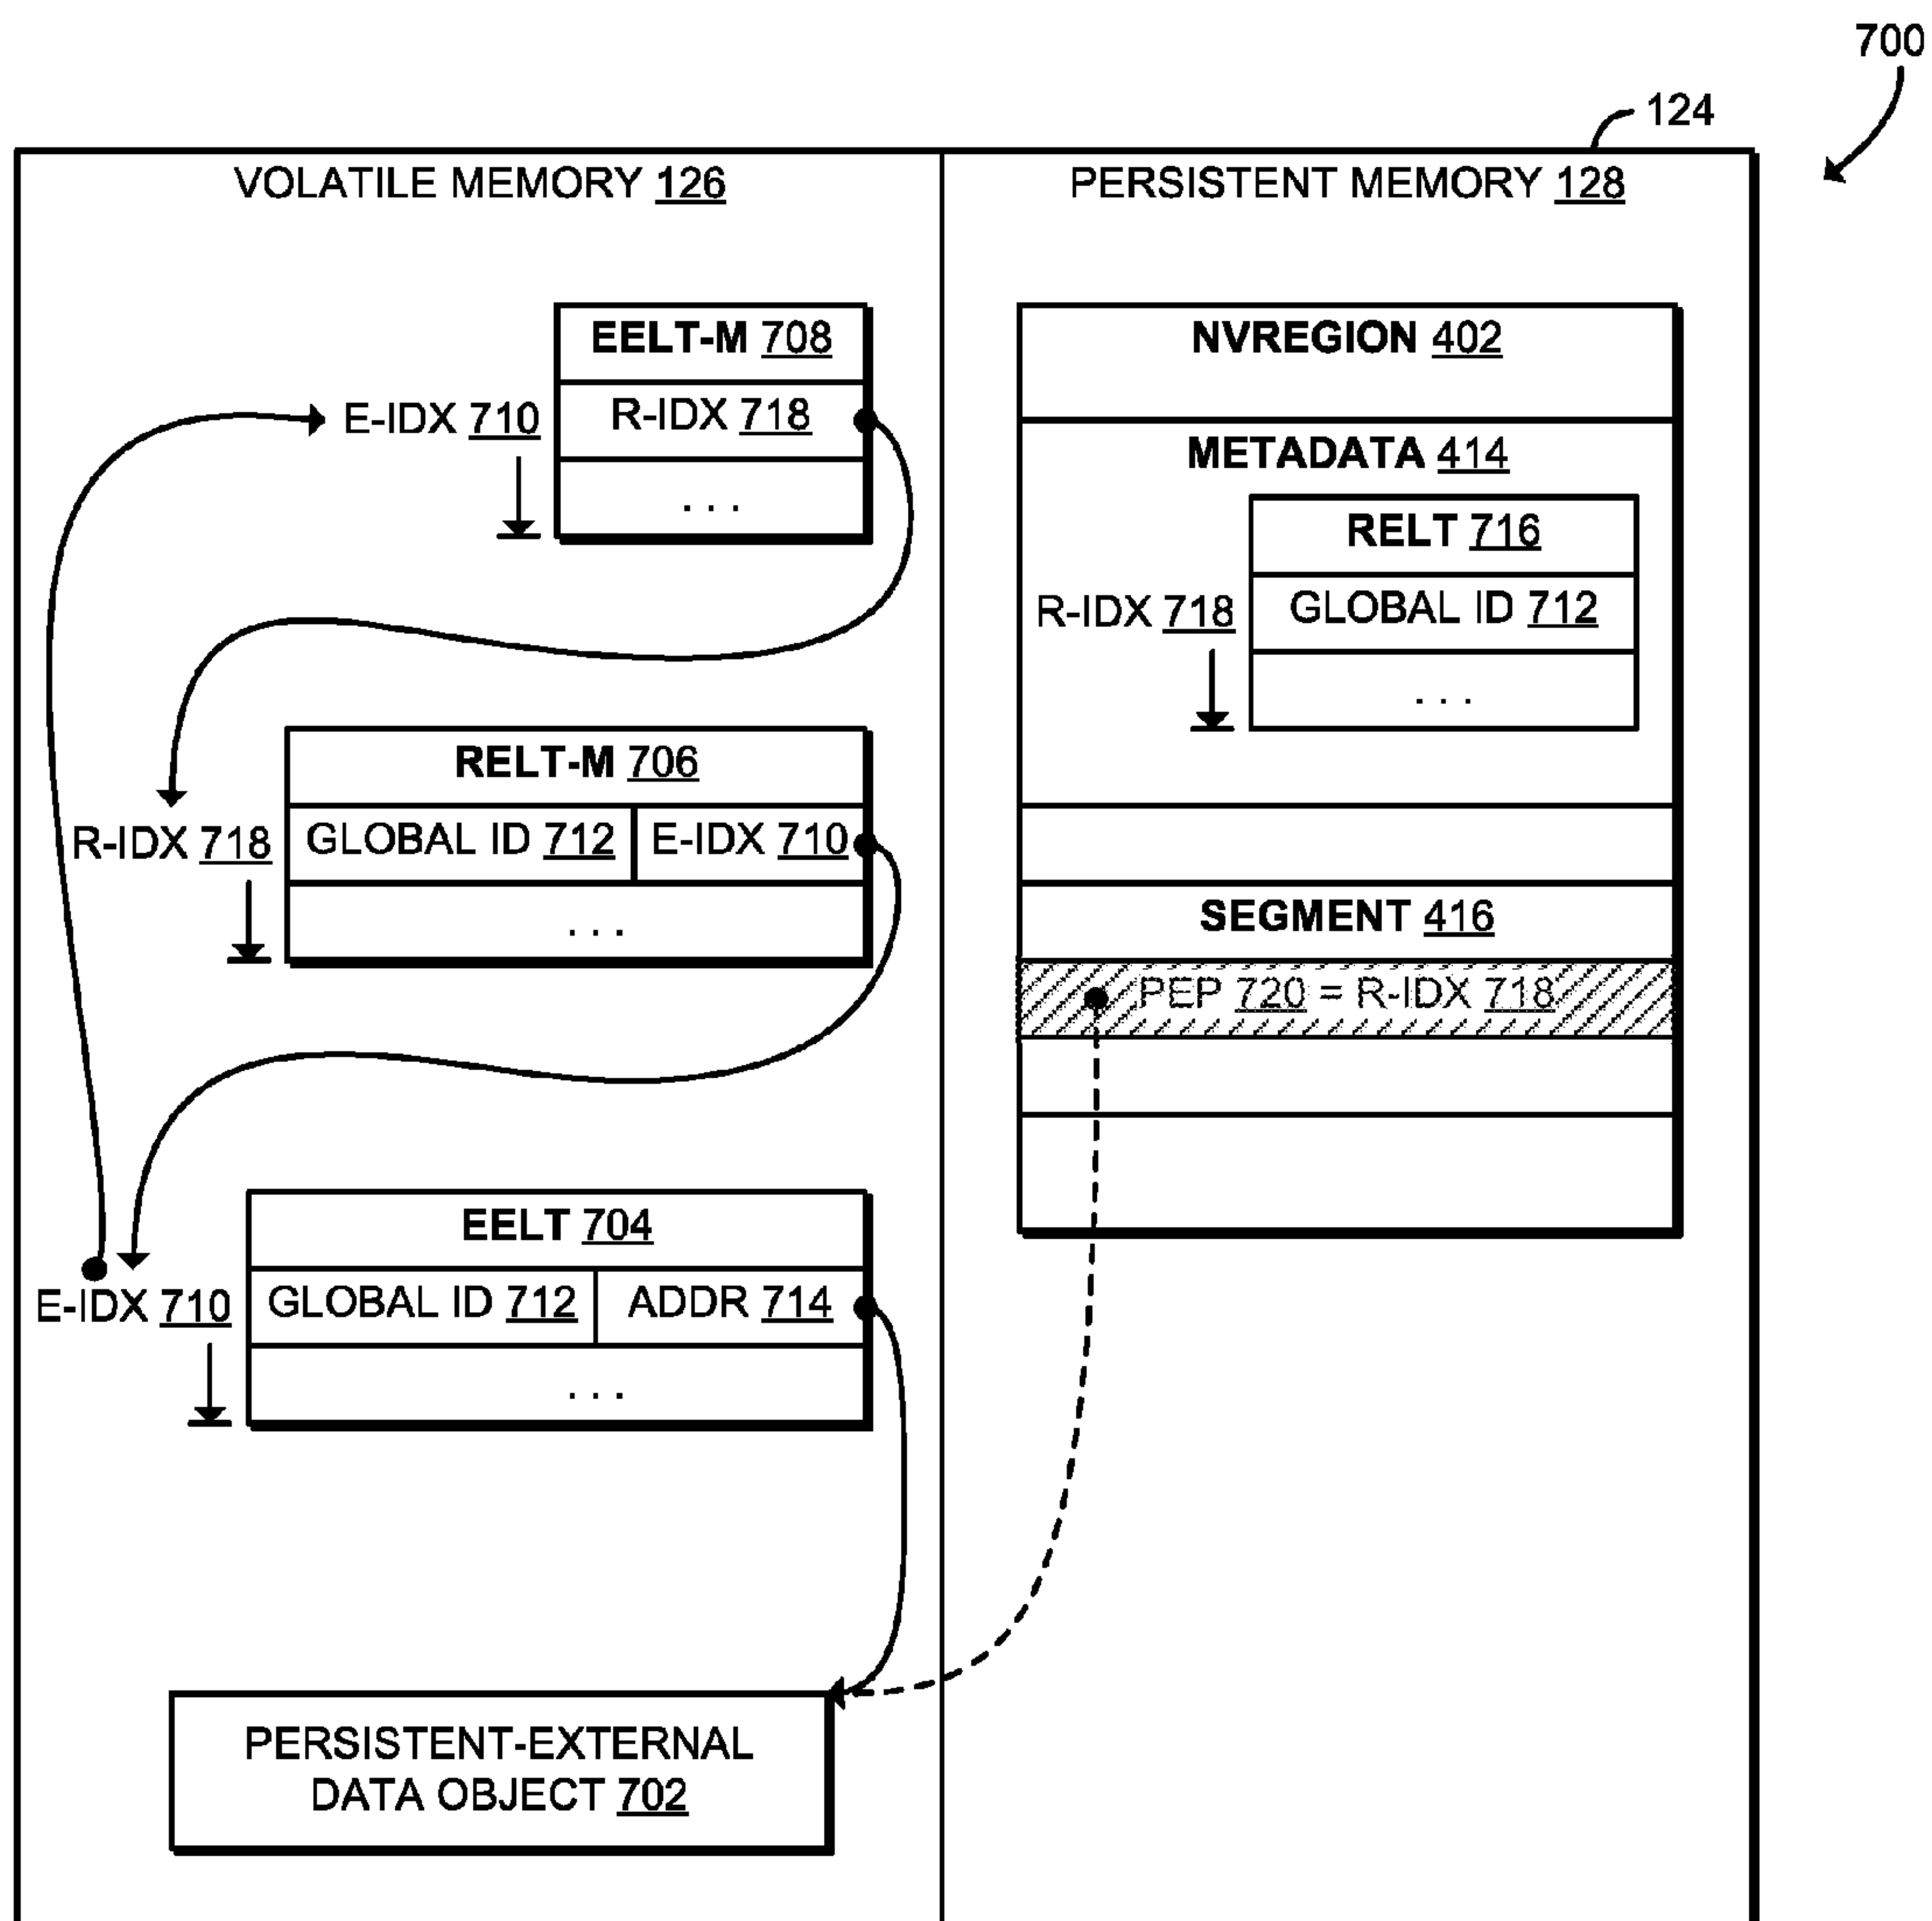 700
124
VOLATILE MEMORY 126
PERSISTENT MEMORY 128
EELT-M 708
E-IDX 710
R-IDX 718
. . .
RELT-M 706
R-IDX 718
GLOBAL ID 712
E-IDX 710
. . .
EELT 704
E-IDX 710
GLOBAL ID 712
ADDR 714
. . .
PERSISTENT-EXTERNAL
DATA OBJECT 702
NVREGION 402
METADATA 414
RELT 716
R-IDX 718
GLOBAL ID 712
. . .
SEGMENT 416
PEP 720 = R-IDX 718